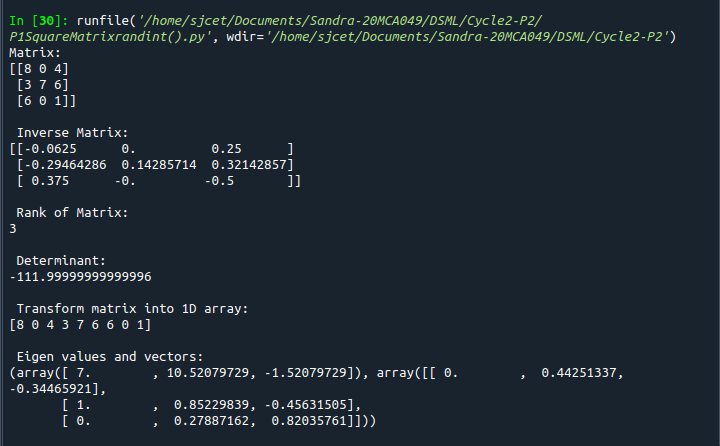 In [30]: runfile('/home/sjcet/Documents/Sandra-20MCA049/DSML/Cycle2-P2/
P1SquareMatrixrandint().py', wdir='/home/sjcet/Documents/Sandra-20MCA049/DSML/Cycle2-P2')
Matrix:
[[8 0 4]
 [3 7 6]
 [6 0 1]]
 Inverse Matrix:
[[-0.0625      0.          0.25      ]
 [-0.29464286  0.14285714  0.32142857]
 [ 0.375      -0.         -0.5       ]]
 Rank of Matrix:
3
 Determinant:
-111.99999999999996
 Transform matrix into 1D array:
[8 0 4 3 7 6 6 0 1]
 Eigen values and vectors:
(array([ 7.        , 10.52079729, -1.52079729]), array([[ 0.        ,  0.44251337,
-0.34465921],
       [ 1.        ,  0.85229839, -0.45631505],
       [ 0.        ,  0.27887162,  0.82035761]]))